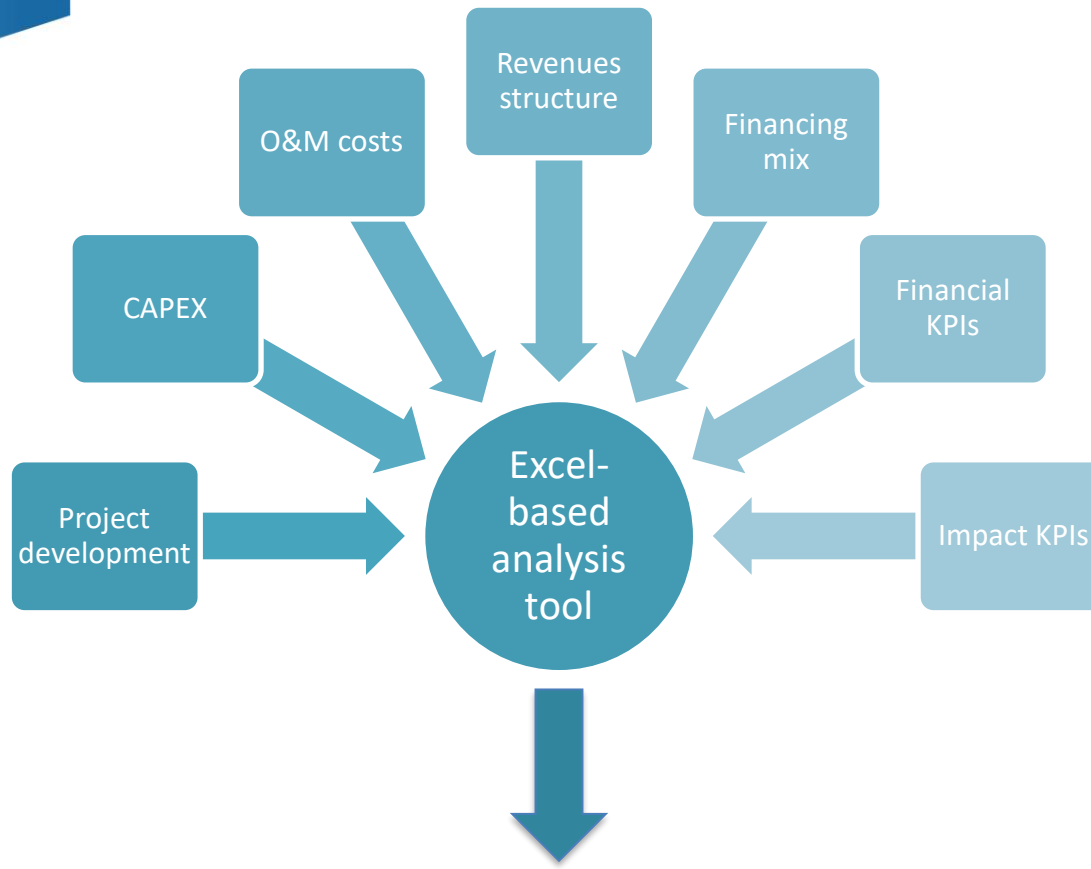 Revenues
structure
O&M costs
Financing
mix
CAPEX
Financial
KPIs
Project
development
Excel-
based
analysis
tool
Impact KPIs